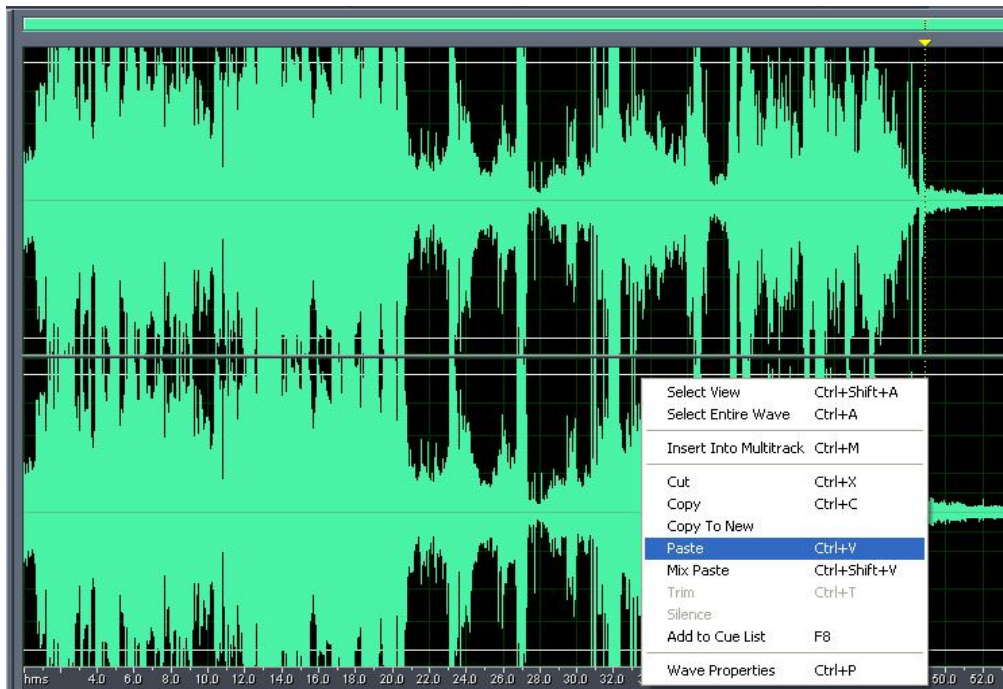 Select View Ctrl+Shift+A
Select Entire Wave Ctrl+A
Insert Into Multitrack Ctrl+M
Cut Ctrl+X
Copy Ctrl+C
Copy To New
Paste Ctrl+V
Mix Paste Ctrl+Shift+V
Trim Ctrl+T
Silence
Add to Cue List F8
Wave Properties Ctrl+P
hms 4.0 6.0 8.0 10.0 12.0 14.0 16.0 18.0 20.0 22.0 24.0 26.0 28.0 30.0 32.0 50.0 52.0